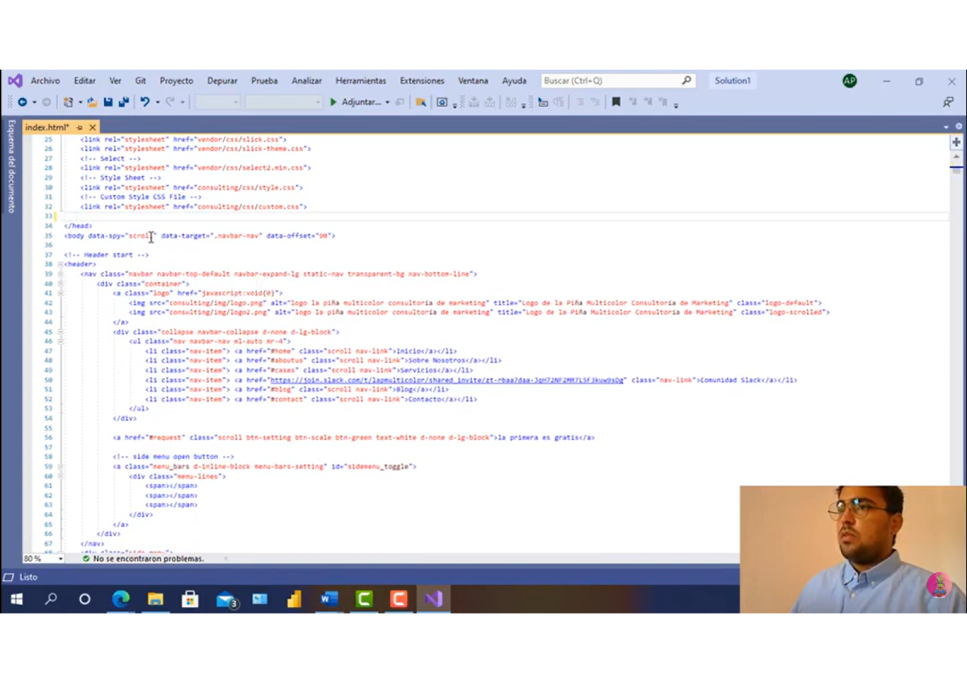 Archivo Editar Ver Git Proyecto Depurar Prueba Analizar Herramientas Extensiones Ventana Ayuda Buscar (Ctrl+Q) Solution1 AP
Adjuntar...
index.html*
Esquema del documento
25 <link rel="stylesheet" href="vendor/css/slick.css">
26 <link rel="stylesheet" href="vendor/css/slick-theme.css">
27 <!-- Select -->
28 <link rel="stylesheet" href="vendor/css/select2.min.css">
29 <!-- Style Sheet -->
30 <link rel="stylesheet" href="consulting/css/style.css">
31 <!-- Custom Style CSS File -->
32 <link rel="stylesheet" href="consulting/css/custom.css">
33
34 </head>
35 <body data-spy="scroll" data-target=".navbar-nav" data-offset="90">
36
37 <!-- Header start -->
38 <header>
39 <nav class="navbar navbar-top-default navbar-expand-lg static-nav transparent-bg nav-bottom-line">
40 <div class="container">
41 <a class="logo" href="javascript:void(0)">
42 <img src="consulting/img/logo.png" alt="logo la piña multicolor consultoría de marketing" title="Logo de la Piña Multicolor Consultoría de Marketing" class="logo-default">
43 <img src="consulting/img/logo2.png" alt="logo la piña multicolor consultoría de marketing" title="Logo de la Piña Multicolor Consultoría de Marketing" class="logo-scrolled">
44 </a>
45 <div class="collapse navbar-collapse d-none d-lg-block">
46 <ul class="nav navbar-nav ml-auto mr-4">
47 <li class="nav-item"> <a href="#home" class="scroll nav-link">Inicio</a></li>
48 <li class="nav-item"> <a href="#aboutus" class="scroll nav-link">Sobre Nosotros</a></li>
49 <li class="nav-item"> <a href="#cases" class="scroll nav-link">Servicios</a></li>
50 <li class="nav-item"> <a href="https://join.slack.com/t/lapmulticolor/shared_invite/" class="nav-link">Comunidad Slack</a></li>
51 <li class="nav-item"> <a href="#blog" class="scroll nav-link">Blog</a></li>
52 <li class="nav-item"> <a href="#contact" class="scroll nav-link">Contacto</a></li>
53 </ul>
54 </div>
55
56 <a href="#request" class="scroll btn-setting btn-scale btn-green text-white d-none d-lg-block">la primera es gratis</a>
57
58 <!-- side menu open button -->
59 <a class="menu_bars d-inline-block menu-bars-setting" id="sidemenu_toggle">
60 <div class="menu-lines">
61 <span></span>
62 <span></span>
63 <span></span>
64 </div>
65 </a>
66 </div>
67 </nav>
80 % No se encontraron problemas.
Listo
3